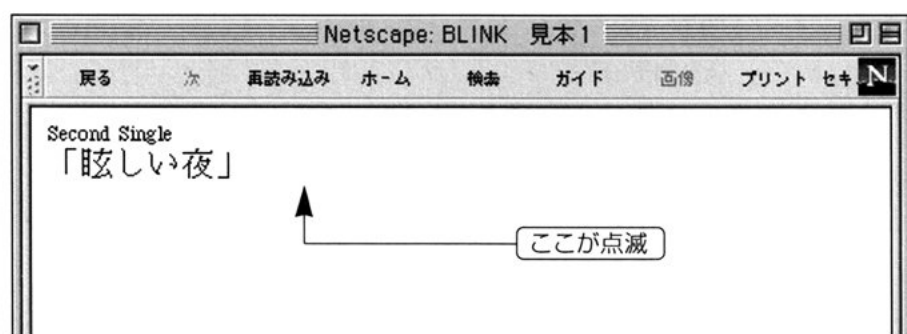 Netscape: BLINK 見本1
戻る 次 再読み込み ホーム 検索 ガイド 画像 プリント セキ N
Second Single
「眩しい夜」
ここが点滅